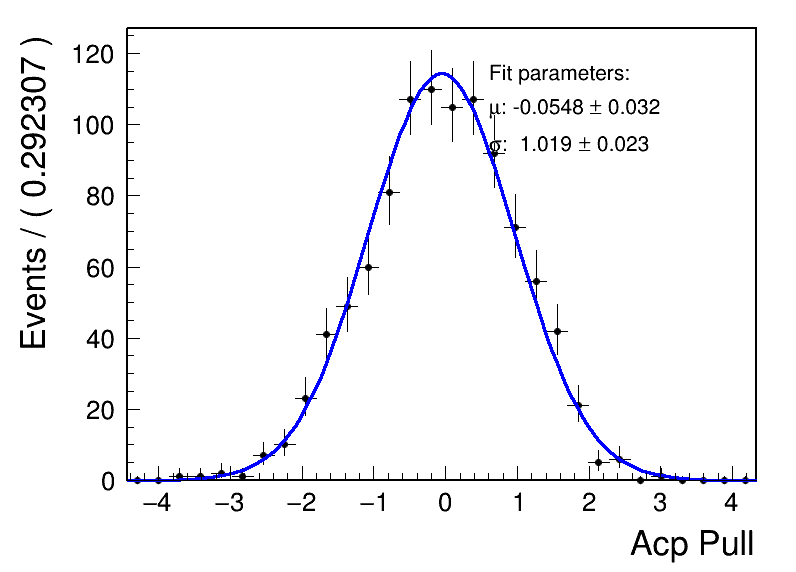 Events / ( 0.292307 )
120
100
80
60
40
20
0
Fit parameters:
μ: -0.0548 ± 0.032
σ: 1.019 ± 0.023
−4 −3 −2 −1 0 1 2 3 4
Acp Pull